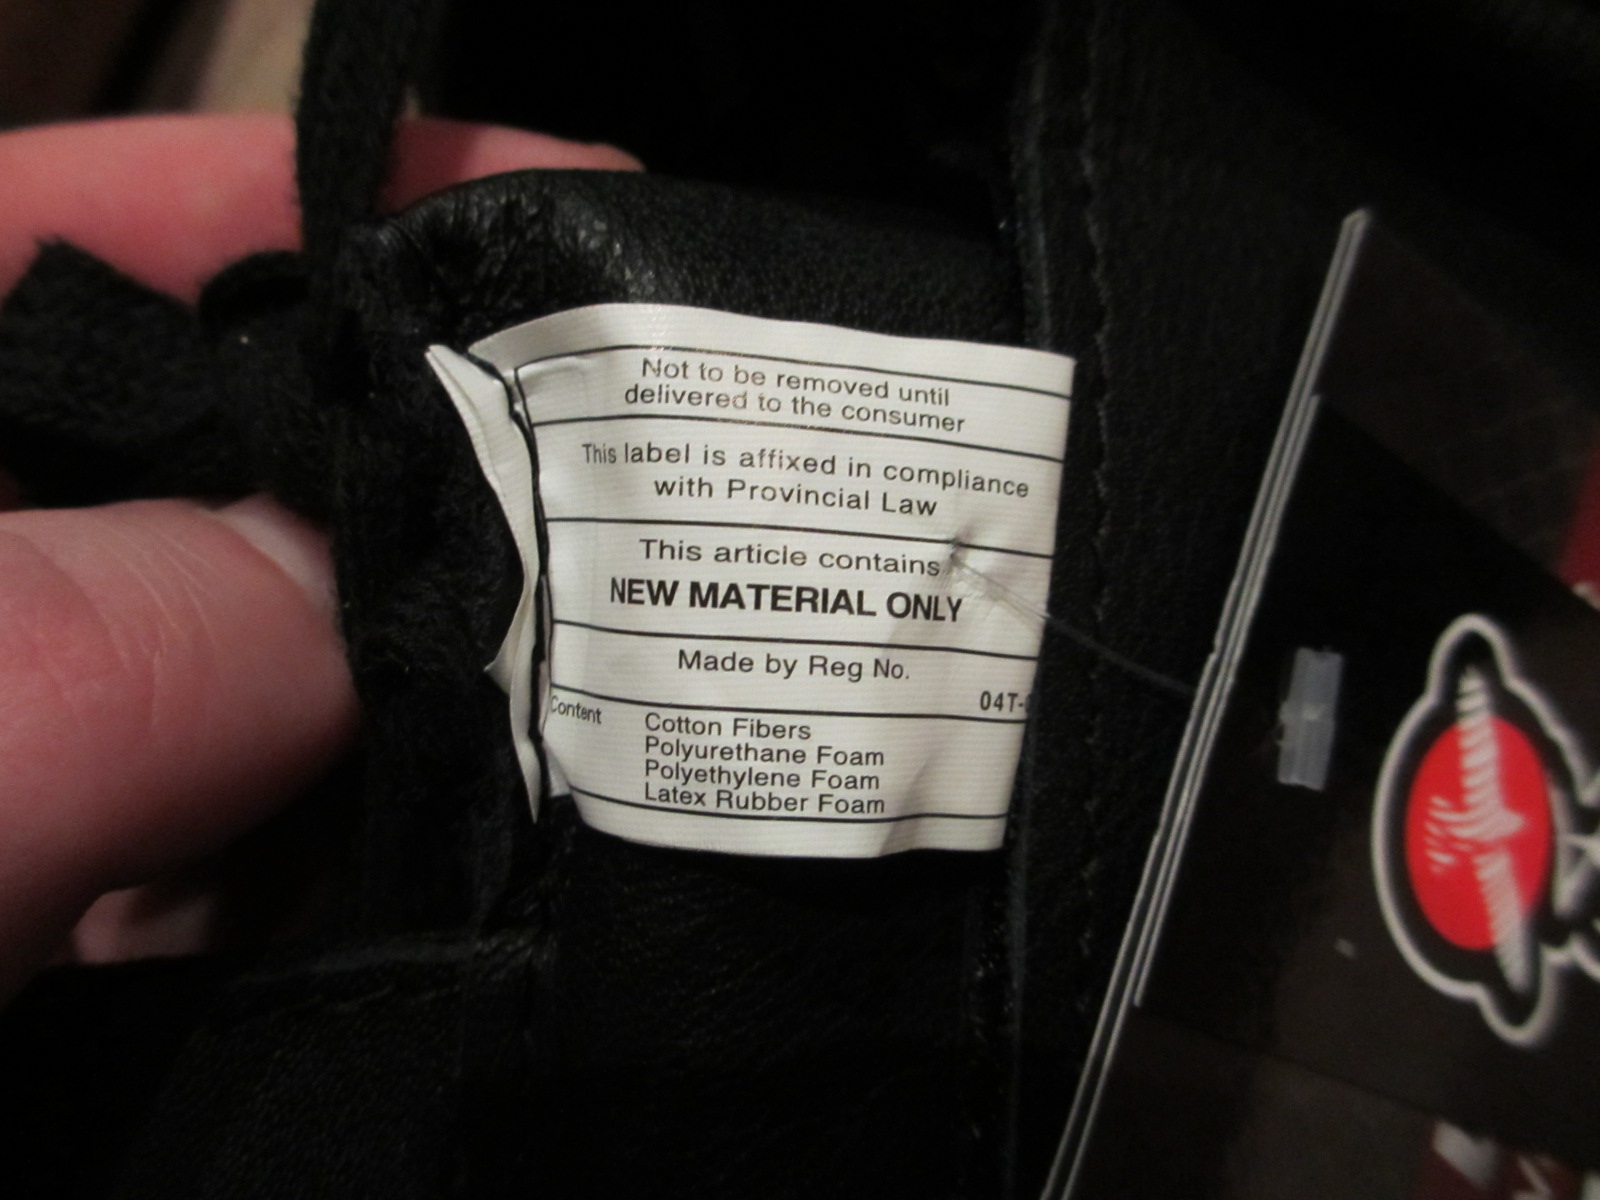 Not to be removed until
delivered to the consumer
This label is affixed in compliance
with Provincial Law
This article contains
NEW MATERIAL ONLY
Made by Reg No.
04T-
Content
Cotton Fibers
Polyurethane Foam
Polyethylene Foam
Latex Rubber Foam